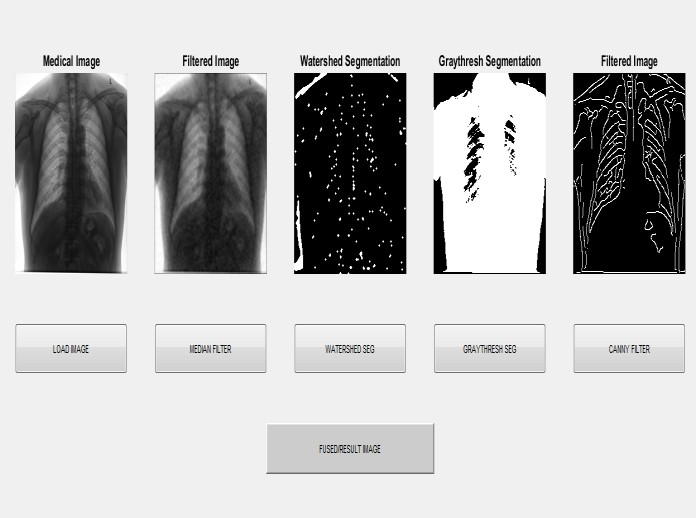 Medical Image
Filtered Image
Watershed Segmentation
Graythresh Segmentation
Filtered Image
LOAD IMAGE
MEDIAN FILTER
WATERSHED SEG
GRAYTHRESH SEG
CANNY FILTER
FUSED/RESULT IMAGE